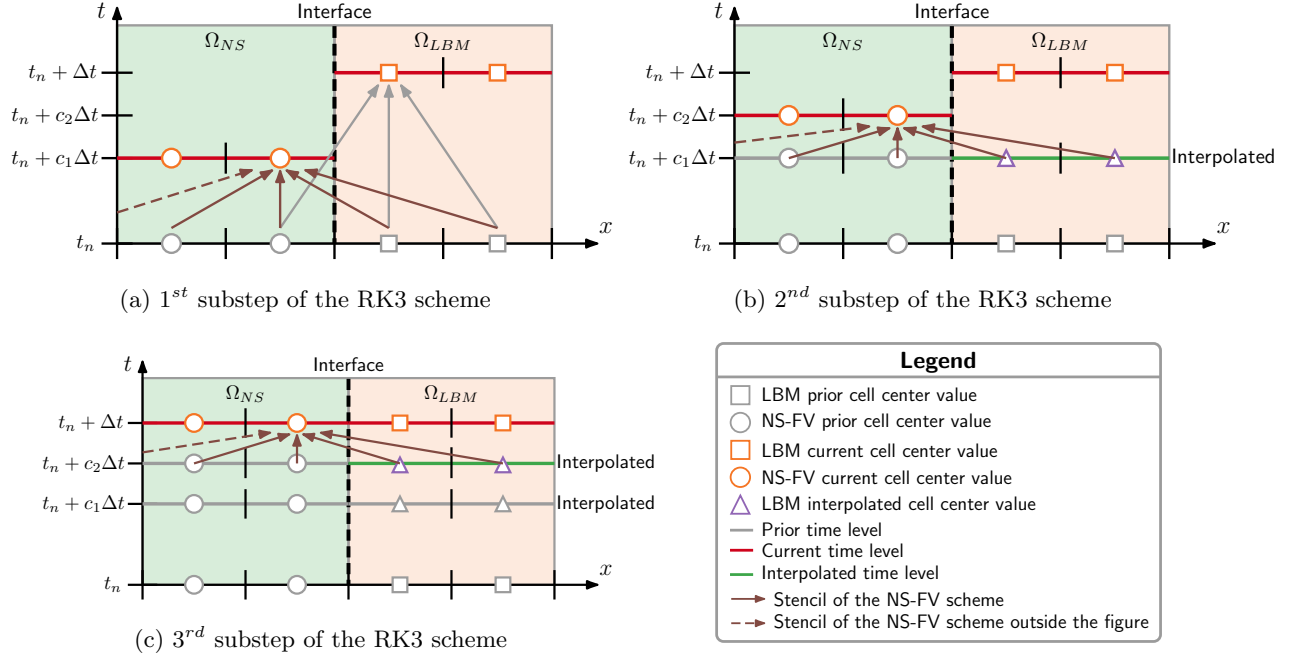 t
Interface
Ω_NS
Ω_LBM
t_n + Δt
t_n + c_2Δt
t_n + c_1Δt
t_n
x
(a) 1^st substep of the RK3 scheme
t
Interface
Ω_NS
Ω_LBM
t_n + Δt
t_n + c_2Δt
t_n + c_1Δt
Interpolated
t_n
x
(b) 2^nd substep of the RK3 scheme
t
Interface
Ω_NS
Ω_LBM
t_n + Δt
t_n + c_2Δt
Interpolated
t_n + c_1Δt
Interpolated
t_n
x
(c) 3^rd substep of the RK3 scheme
Legend
LBM prior cell center value
NS-FV prior cell center value
LBM current cell center value
NS-FV current cell center value
LBM interpolated cell center value
Prior time level
Current time level
Interpolated time level
Stencil of the NS-FV scheme
Stencil of the NS-FV scheme outside the figure